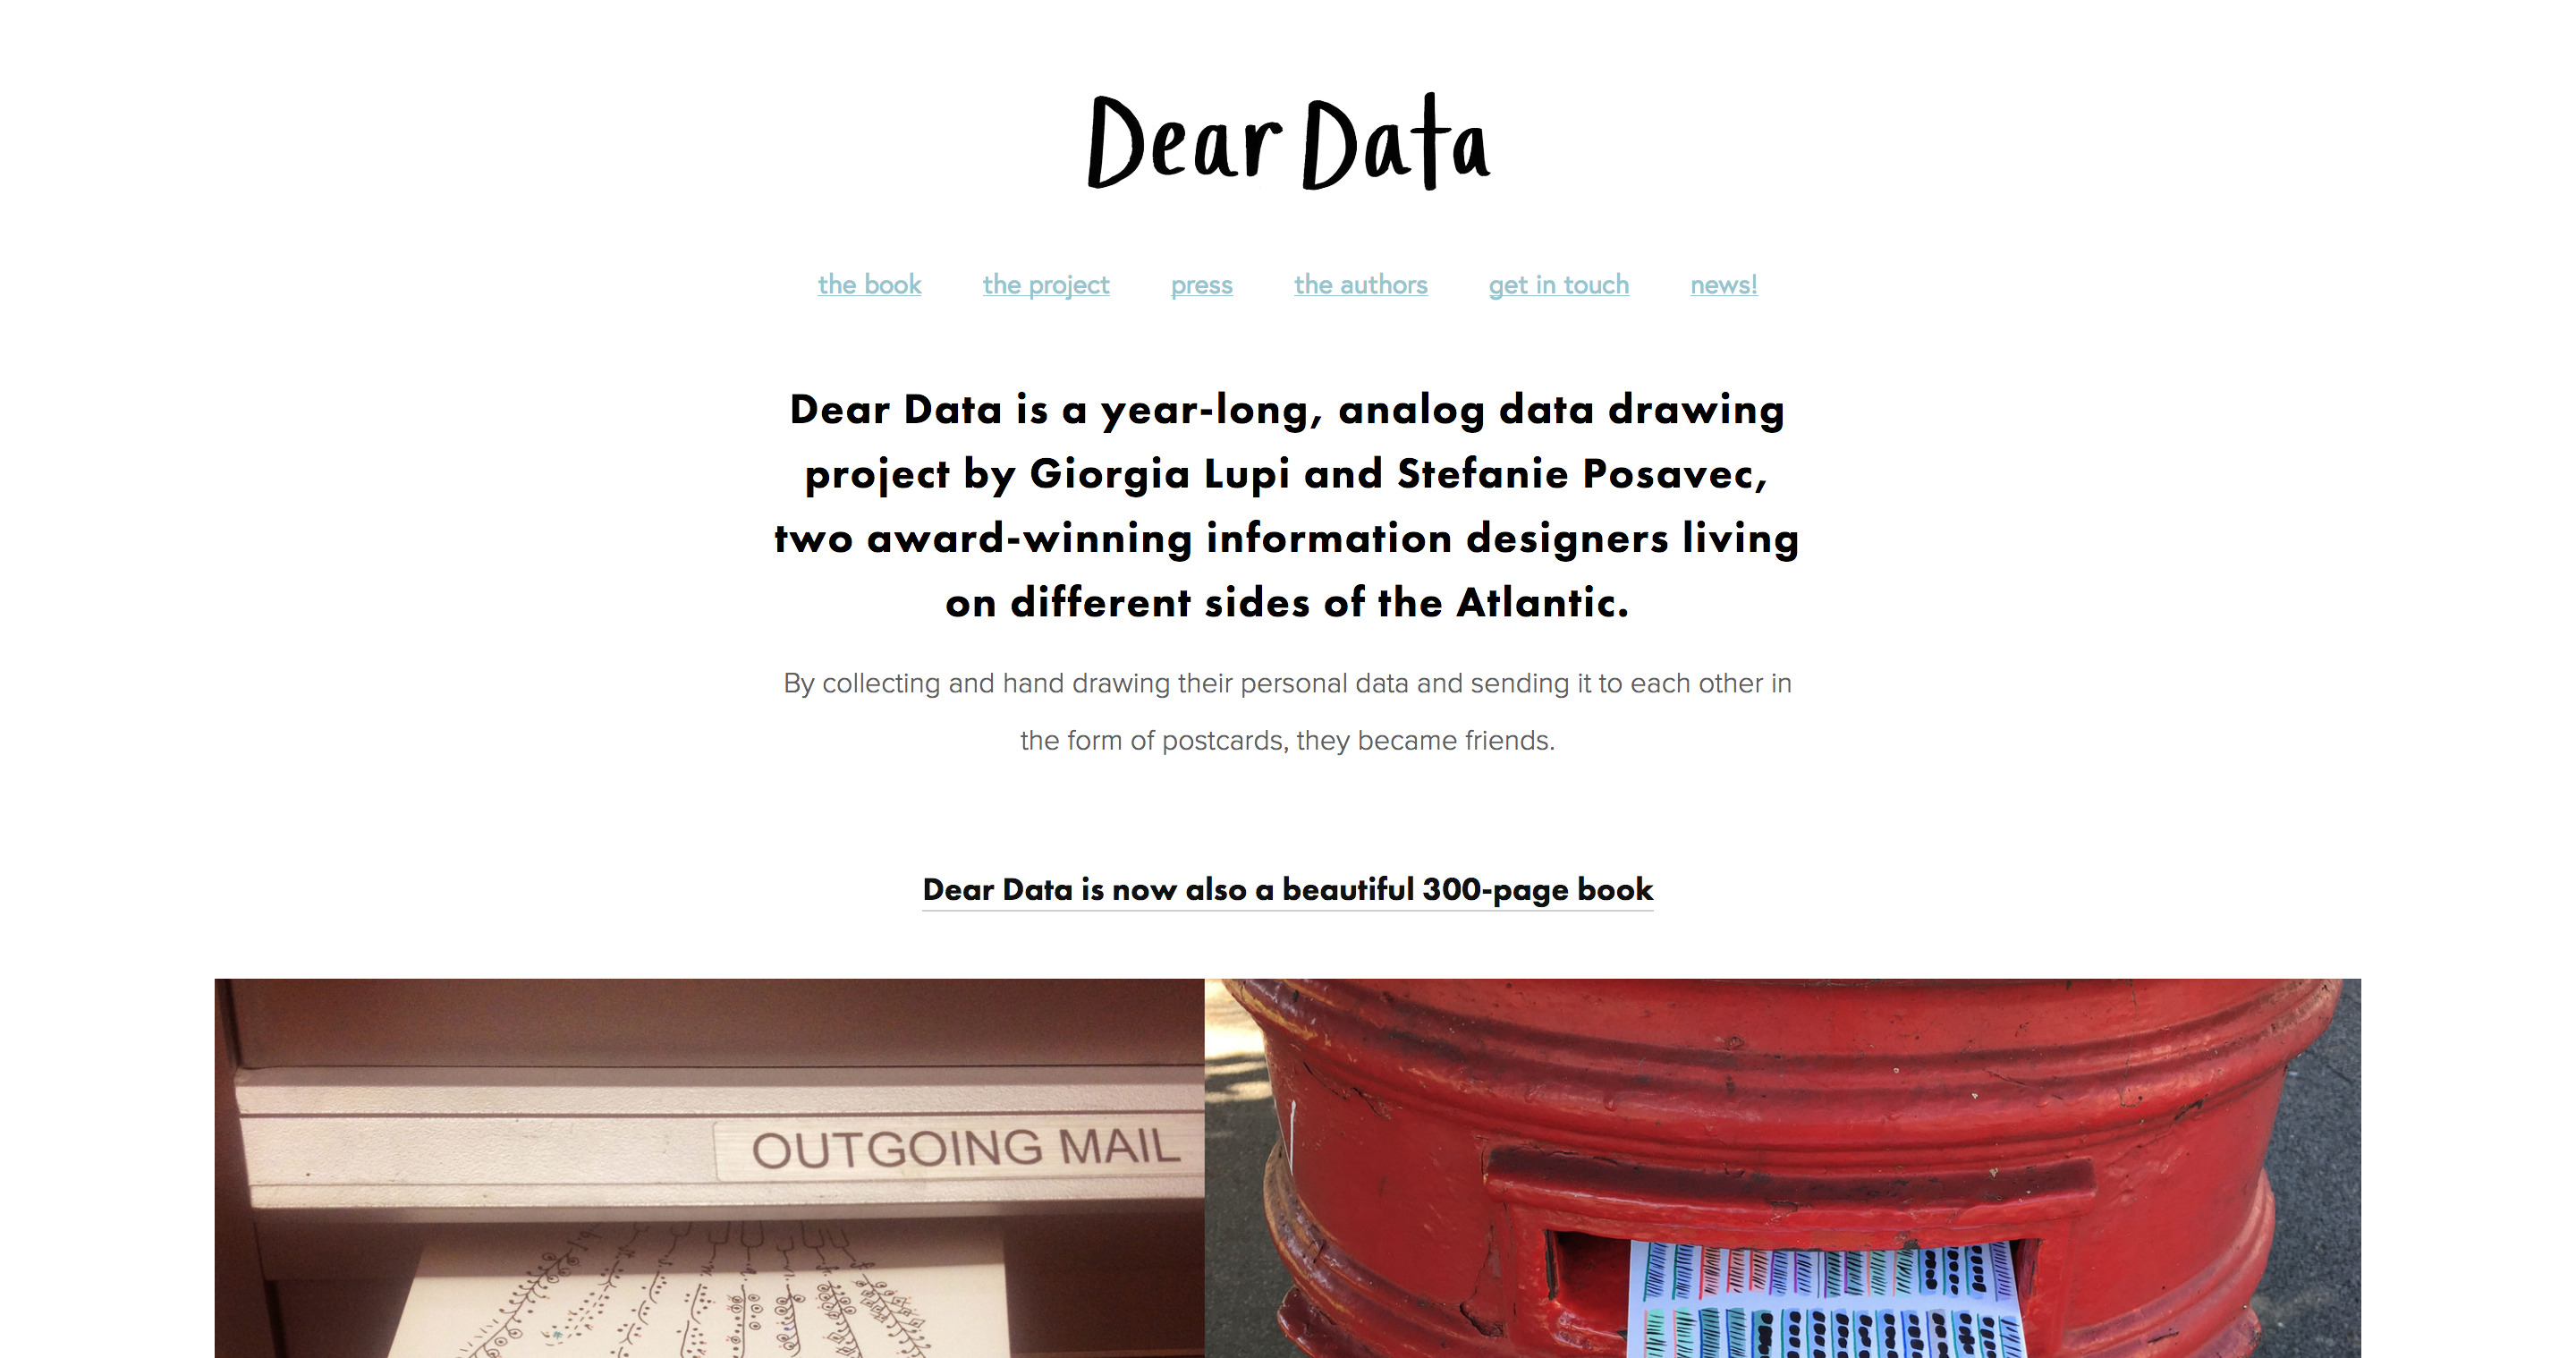 Dear Data
the book the project press the authors get in touch news!
Dear Data is a year-long, analog data drawing
project by Giorgia Lupi and Stefanie Posavec,
two award-winning information designers living
on different sides of the Atlantic.
By collecting and hand drawing their personal data and sending it to each other in
the form of postcards, they became friends.
Dear Data is now also a beautiful 300-page book
OUTGOING MAIL